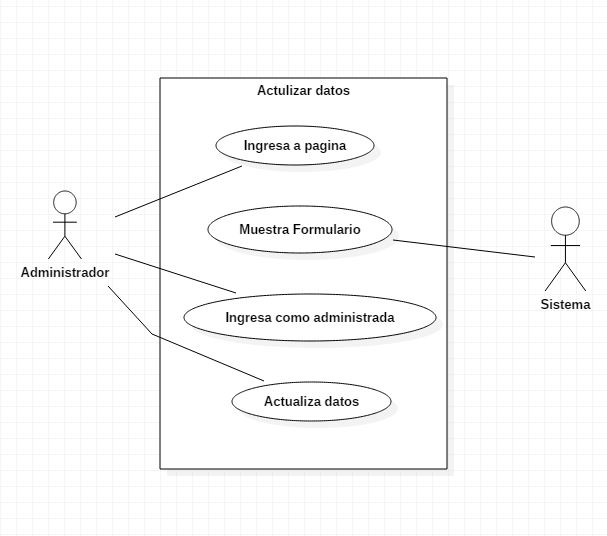 Actulizar datos
Ingresa a pagina
Muestra Formulario
Administrador
Sistema
Ingresa como administrada
Actualiza datos